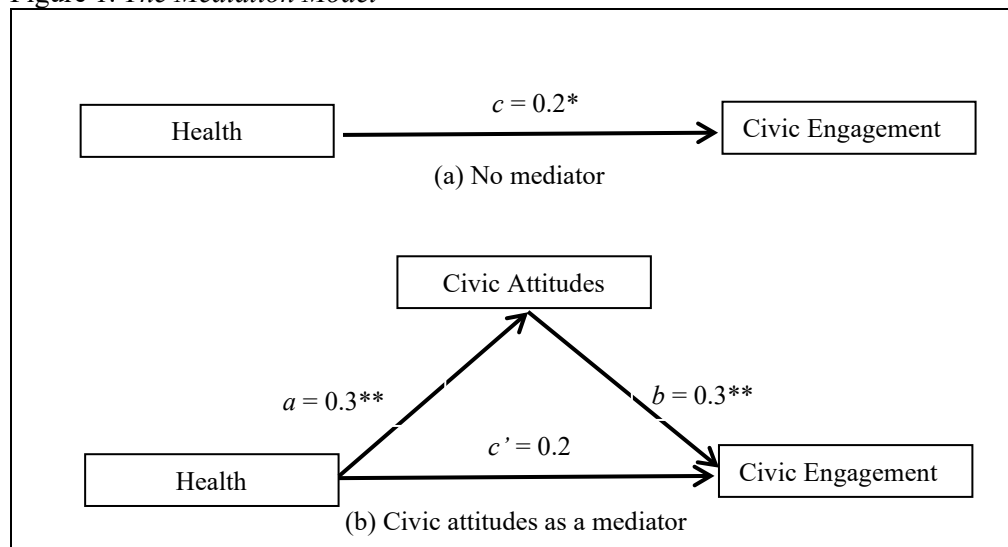 Figure 1. The Mediation Model
c = 0.2*
Health
Civic Engagement
(a) No mediator
Civic Attitudes
a = 0.3**
b = 0.3**
c’ = 0.2
Health
Civic Engagement
(b) Civic attitudes as a mediator